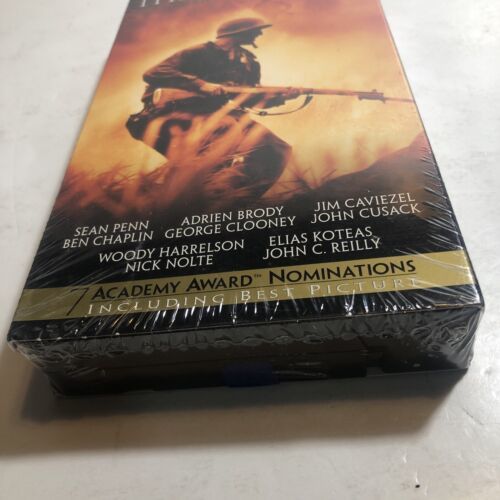 SEAN PENN ADRIEN BRODY JIM CAVIEZEL
BEN CHAPLIN GEORGE CLOONEY JOHN CUSACK
WOODY HARRELSON ELIAS KOTEAS
NICK NOLTE JOHN C. REILLY
7 ACADEMY AWARD™ NOMINATIONS
INCLUDING BEST PICTURE